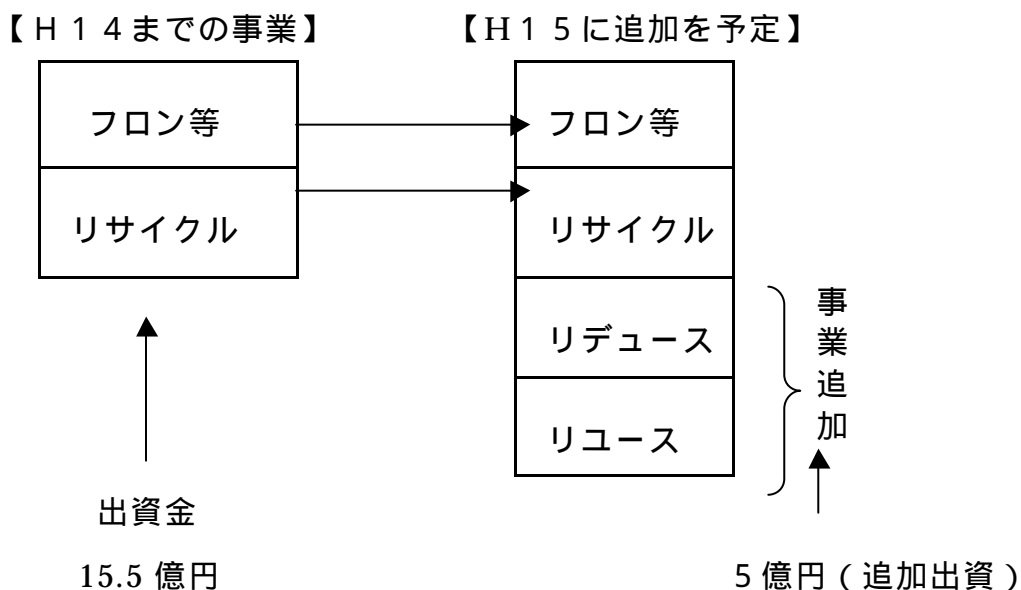 【Ｈ１４までの事業】
【H１５に追加を予定】
フロン等
リサイクル
フロン等
リサイクル
リデュース
リユース
事業追加
出資金
15.5 億円
５億円（追加出資）